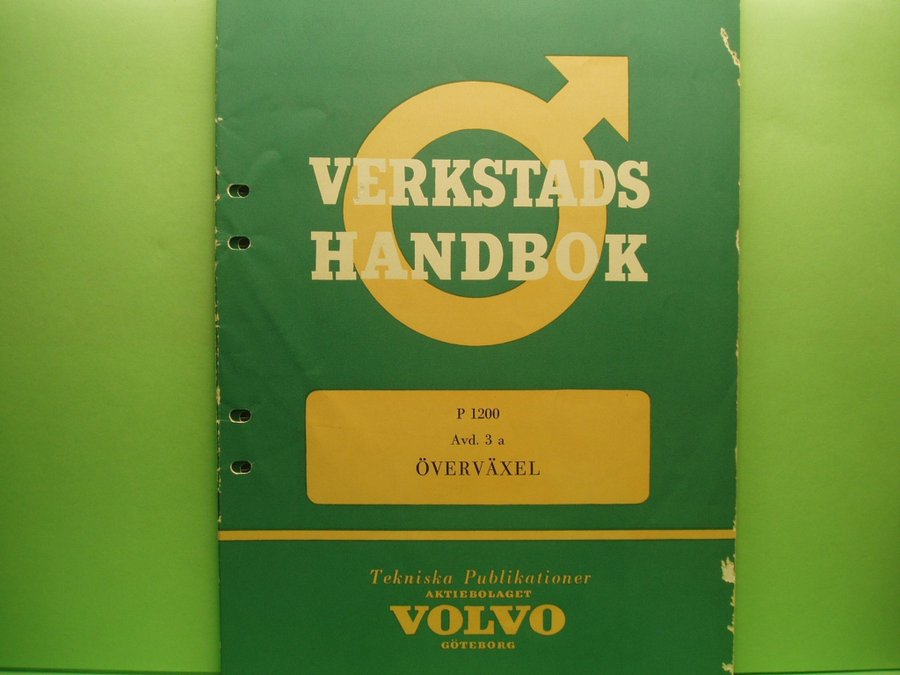 VERKSTADS
HANDBOK
P 1200
Avd. 3 a
ÖVERVÄXEL
Tekniska Publikationer
AKTIEBOLAGET
VOLVO
GÖTEBORG